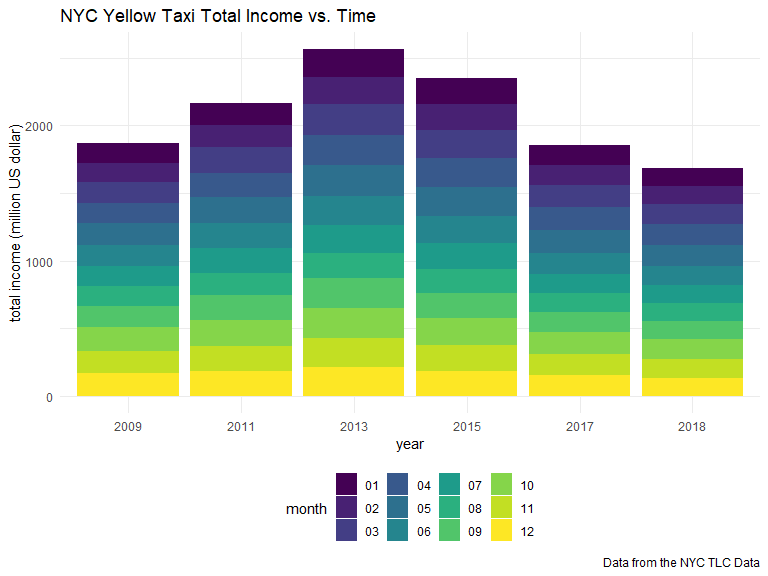 NYC Yellow Taxi Total Income vs. Time
total income (million US dollar)
2000
1000
0
2009 2011 2013 2015 2017 2018
year
month
01 04 07 10
02 05 08 11
03 06 09 12
Data from the NYC TLC Data